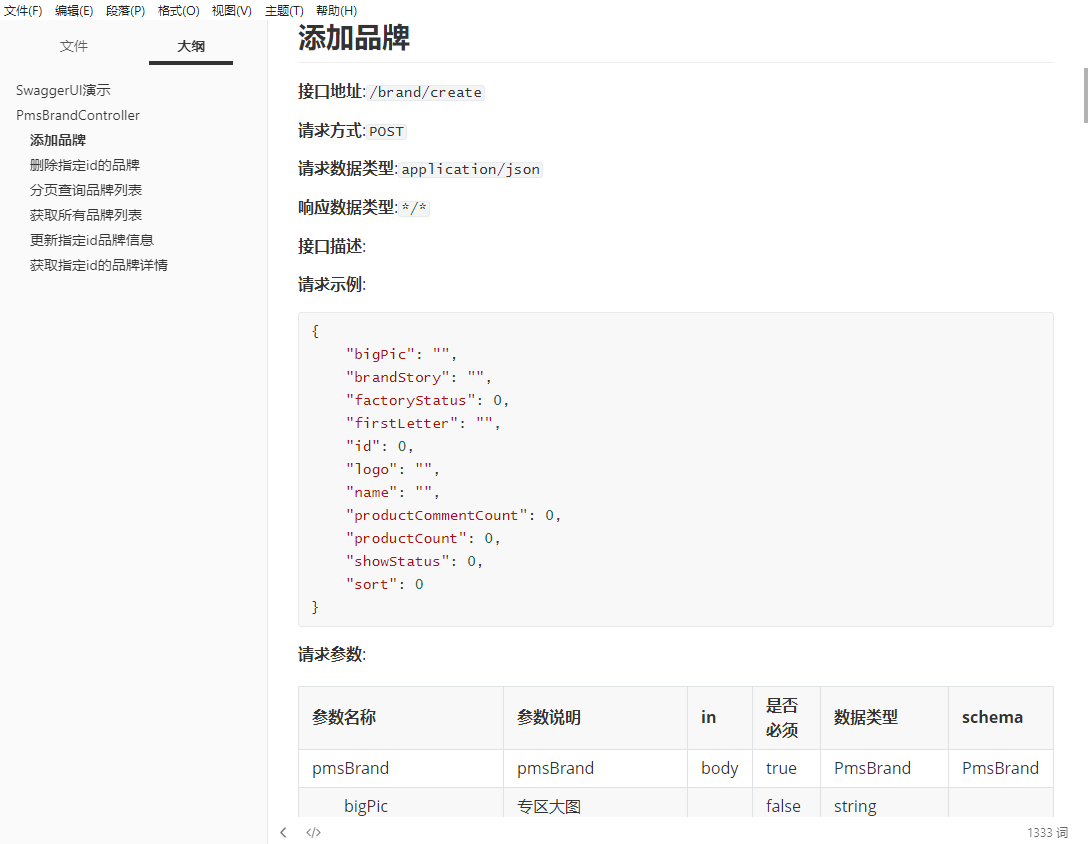 文件(F) 编辑(E) 段落(P) 格式(O) 视图(V) 主题(T) 帮助(H)
文件 大纲
SwaggerUI演示
PmsBrandController
添加品牌
删除指定id的品牌
分页查询品牌列表
获取所有品牌列表
更新指定id品牌信息
获取指定id的品牌详情
添加品牌
接口地址:/brand/create
请求方式:POST
请求数据类型:application/json
响应数据类型:*/*
接口描述:
请求示例:
{
    "bigPic": "",
    "brandStory": "",
    "factoryStatus": 0,
    "firstLetter": "",
    "id": 0,
    "logo": "",
    "name": "",
    "productCommentCount": 0,
    "productCount": 0,
    "showStatus": 0,
    "sort": 0
}
请求参数:
参数名称 参数说明 in 是否必须 数据类型 schema
pmsBrand pmsBrand body true PmsBrand PmsBrand
bigPic 专区大图 false string
</> 1333 词